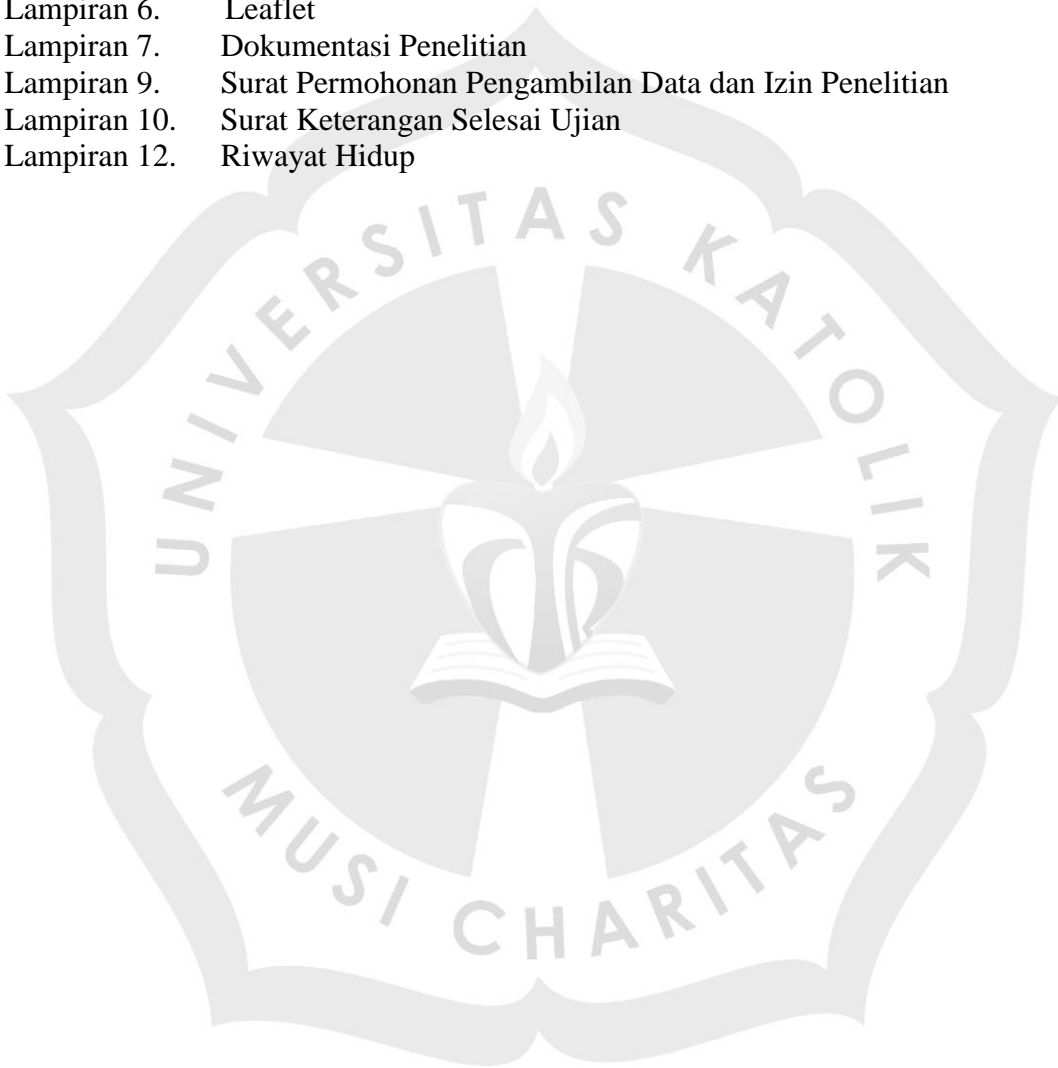 Lampiran 6. Leaflet
Lampiran 7. Dokumentasi Penelitian
Lampiran 9. Surat Permohonan Pengambilan Data dan Izin Penelitian
Lampiran 10. Surat Keterangan Selesai Ujian
Lampiran 12. Riwayat Hidup
UNIVERSITAS KATOLIK
MUSI CHARITAS